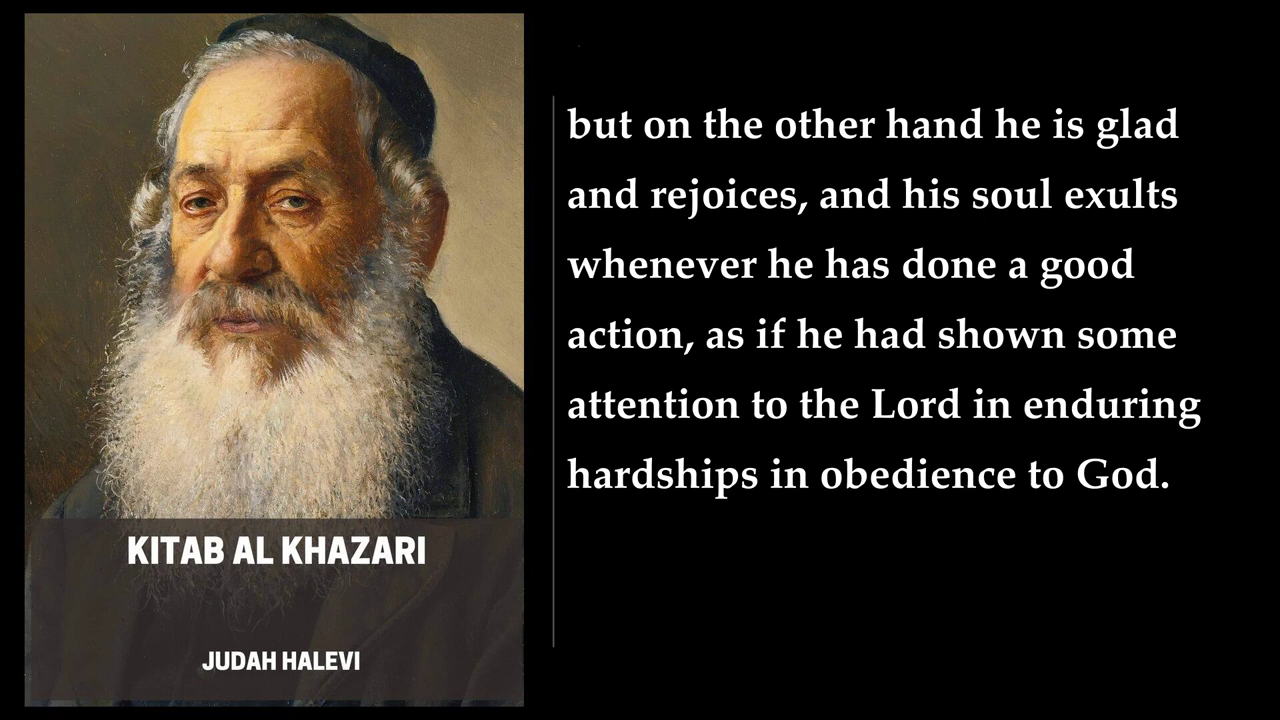 KITAB AL KHAZARI
JUDAH HALEVI
but on the other hand he is glad
and rejoices, and his soul exults
whenever he has done a good
action, as if he had shown some
attention to the Lord in enduring
hardships in obedience to God.